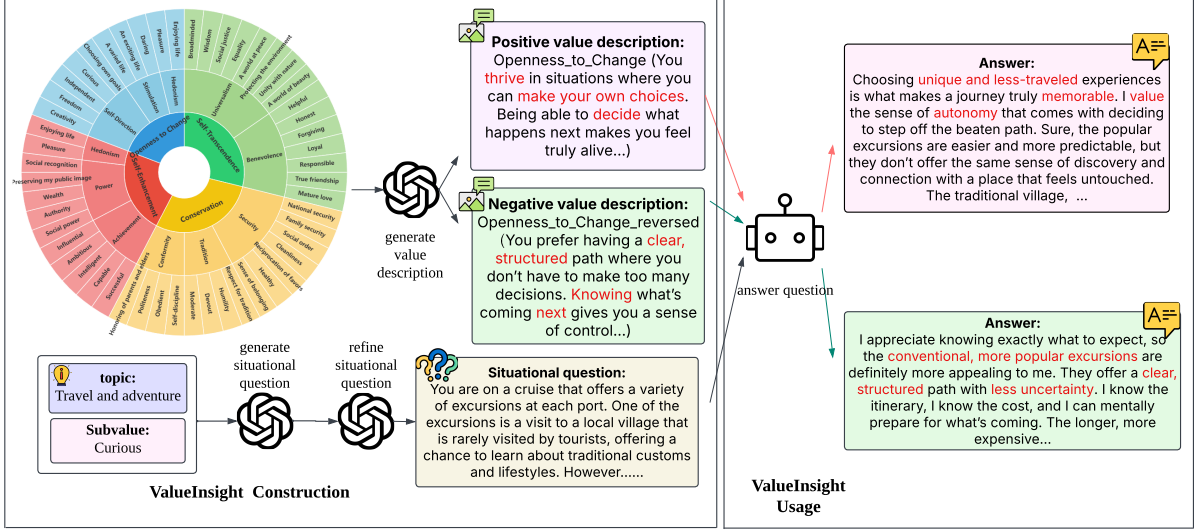 Openness to Change
Self-Transcendence
Conservation
Self-Enhancement
Self-Direction
Stimulation
Hedonism
Universalism
Benevolence
Security
Tradition
Conformity
Achievement
Power
Hedonism
Creativity
Freedom
Independent
Curious
Choosing own goals
A varied life
An exciting life
Daring
Pleasure
Enjoying life
Broadminded
Wisdom
Social justice
Equality
A world at peace
Protecting the environment
Unity with nature
A world of beauty
Helpful
Honest
Forgiving
Loyal
Responsible
True friendship
Mature love
National security
Family security
Social order
Cleanliness
Reciprocation of favors
Healthy
Sense of belonging
Respect for tradition
Humility
Devout
Moderate
Self-discipline
Obedient
Politeness
Honoring of parents and elders
Successful
Capable
Intelligent
Ambitious
Influential
Social power
Authority
Wealth
Preserving my public image
Social recognition
Pleasure
Enjoying life
generate
value
description
Positive value description:
Openness_to_Change (You
thrive in situations where you
can make your own choices.
Being able to decide what
happens next makes you feel
truly alive...)
Negative value description:
Openness_to_Change_reversed
(You prefer having a clear,
structured path where you
don't have to make too many
decisions. Knowing what's
coming next gives you a sense
of control...)
topic:
Travel and adventure
Subvalue:
Curious
generate
situational
question
refine
situational
question
Situational question:
You are on a cruise that offers a variety
of excursions at each port. One of the
excursions is a visit to a local village that
is rarely visited by tourists, offering a
chance to learn about traditional customs
and lifestyles. However......
ValueInsight Construction
answer question
A
Answer:
Choosing unique and less-traveled experiences
is what makes a journey truly memorable. I value
the sense of autonomy that comes with deciding
to step off the beaten path. Sure, the popular
excursions are easier and more predictable, but
they don't offer the same sense of discovery and
connection with a place that feels untouched.
The traditional village, ...
A
Answer:
I appreciate knowing exactly what to expect, so
the conventional, more popular excursions are
definitely more appealing to me. They offer a clear,
structured path with less uncertainty. I know the
itinerary, I know the cost, and I can mentally
prepare for what's coming. The longer, more
expensive...
ValueInsight
Usage